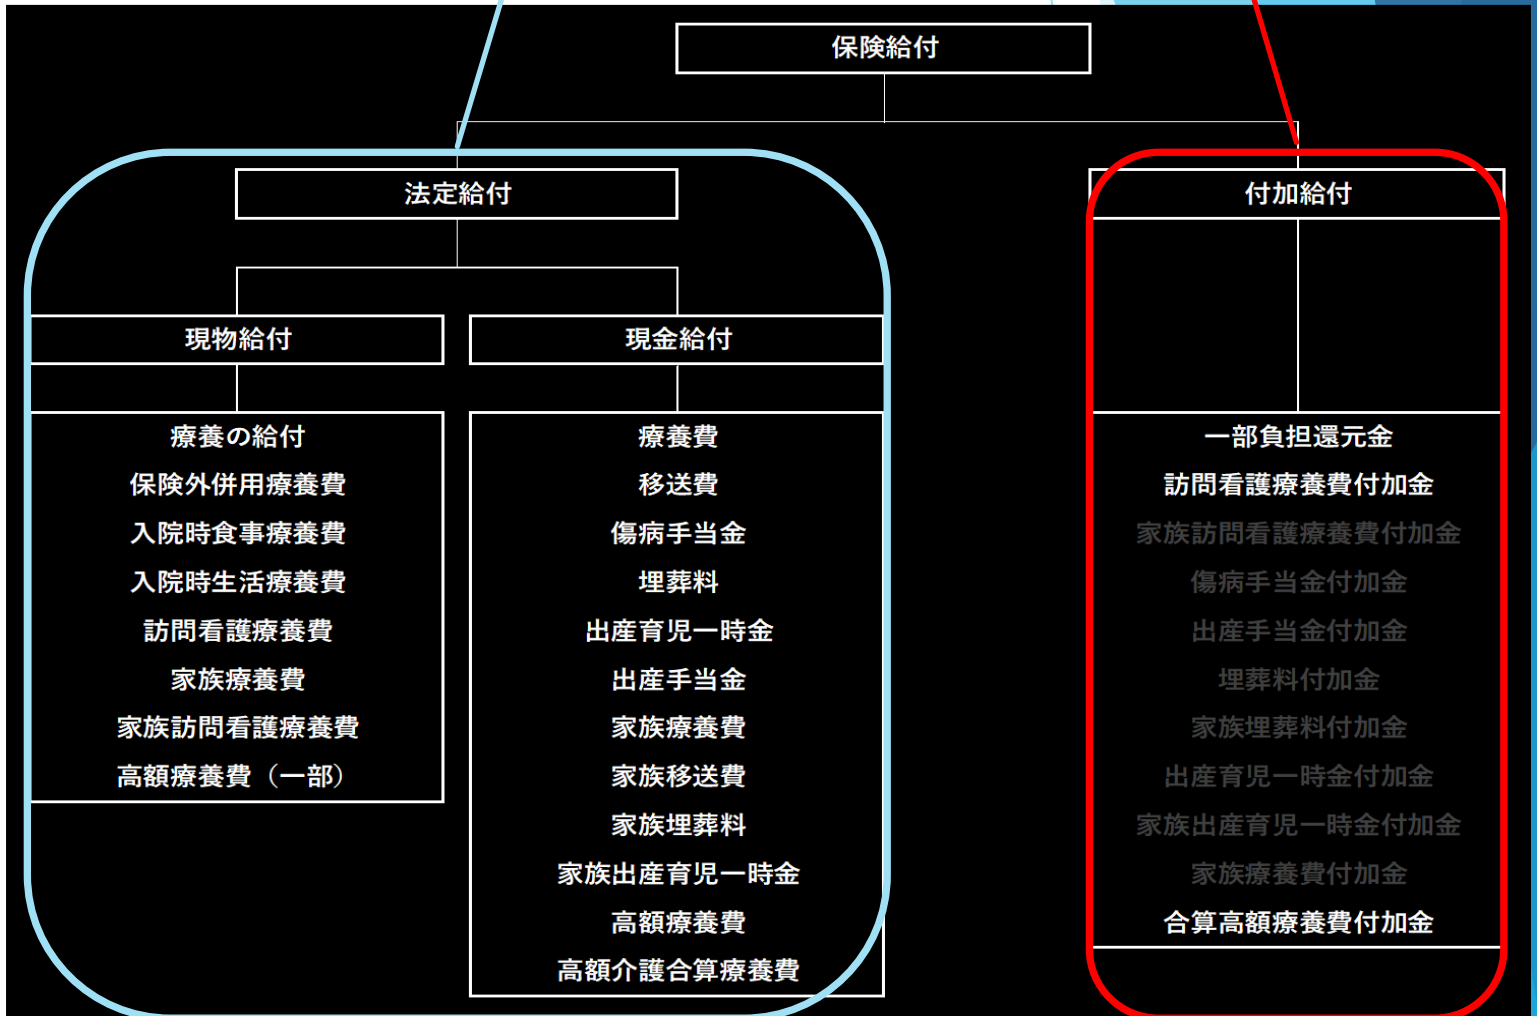 保険給付
法定給付
付加給付
現物給付
現金給付
療養の給付
保険外併用療養費
入院時食事療養費
入院時生活療養費
訪問看護療養費
家族療養費
家族訪問看護療養費
高額療養費（一部）
療養費
移送費
傷病手当金
埋葬料
出産育児一時金
出産手当金
家族療養費
家族移送費
家族埋葬料
家族出産育児一時金
高額療養費
高額介護合算療養費
一部負担還元金
訪問看護療養費付加金
家族訪問看護療養費付加金
傷病手当金付加金
出産手当金付加金
埋葬料付加金
家族埋葬料付加金
出産育児一時金付加金
家族出産育児一時金付加金
家族療養費付加金
合算高額療養費付加金